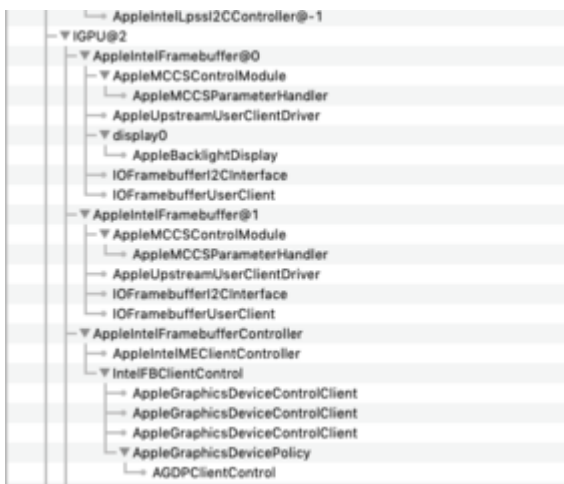 AppleIntelLpssI2CController@-1
IGPU@2
AppleIntelFramebuffer@0
AppleMCCSControlModule
AppleMCCSParameterHandler
AppleUpstreamUserClientDriver
display0
AppleBacklightDisplay
IOFramebufferI2CInterface
IOFramebufferUserClient
AppleIntelFramebuffer@1
AppleMCCSControlModule
AppleMCCSParameterHandler
AppleUpstreamUserClientDriver
IOFramebufferI2CInterface
IOFramebufferUserClient
AppleIntelFramebufferController
AppleIntelMEClientController
IntelFBClientControl
AppleGraphicsDeviceControlClient
AppleGraphicsDeviceControlClient
AppleGraphicsDeviceControlClient
AppleGraphicsDevicePolicy
AGDPClientControl